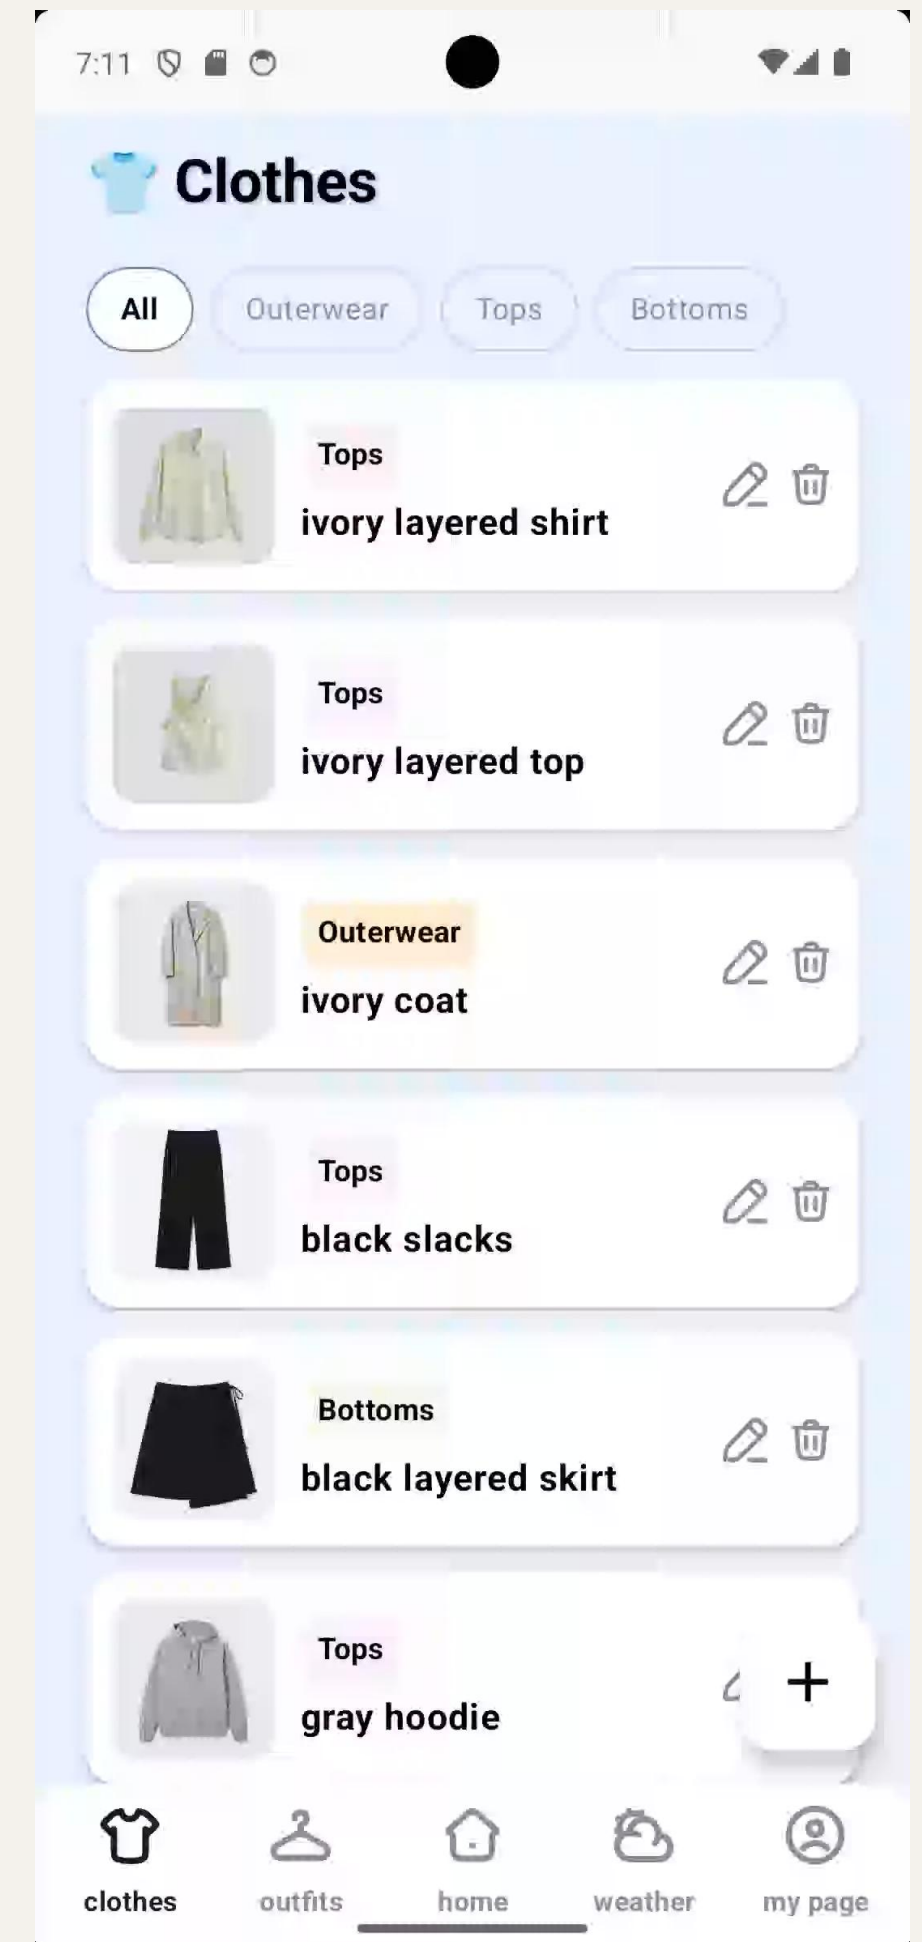 7:11
Clothes
All
Outerwear
Tops
Bottoms
Tops
ivory layered shirt
Tops
ivory layered top
Outerwear
ivory coat
Tops
black slacks
Bottoms
black layered skirt
Tops
gray hoodie
clothes
outfits
home
weather
my page